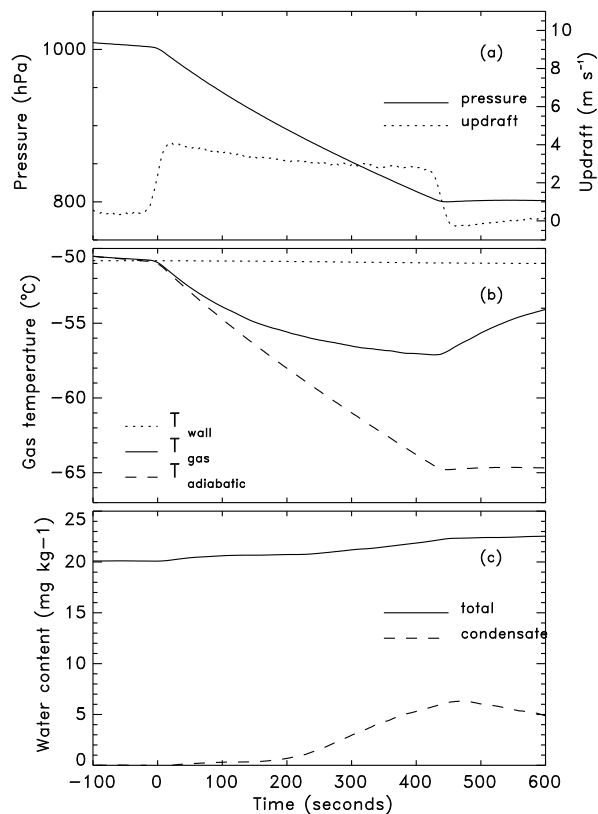 (a)
1000
800
Pressure (hPa)
pressure
updraft
10
8
6
4
2
0
Updraft (m s⁻¹)
(b)
−50
−55
−60
−65
Gas temperature (°C)
T wall
T gas
T adiabatic
(c)
25
20
15
10
5
0
Water content (mg kg−1)
total
condensate
−100 0 100 200 300 400 500 600
Time (seconds)